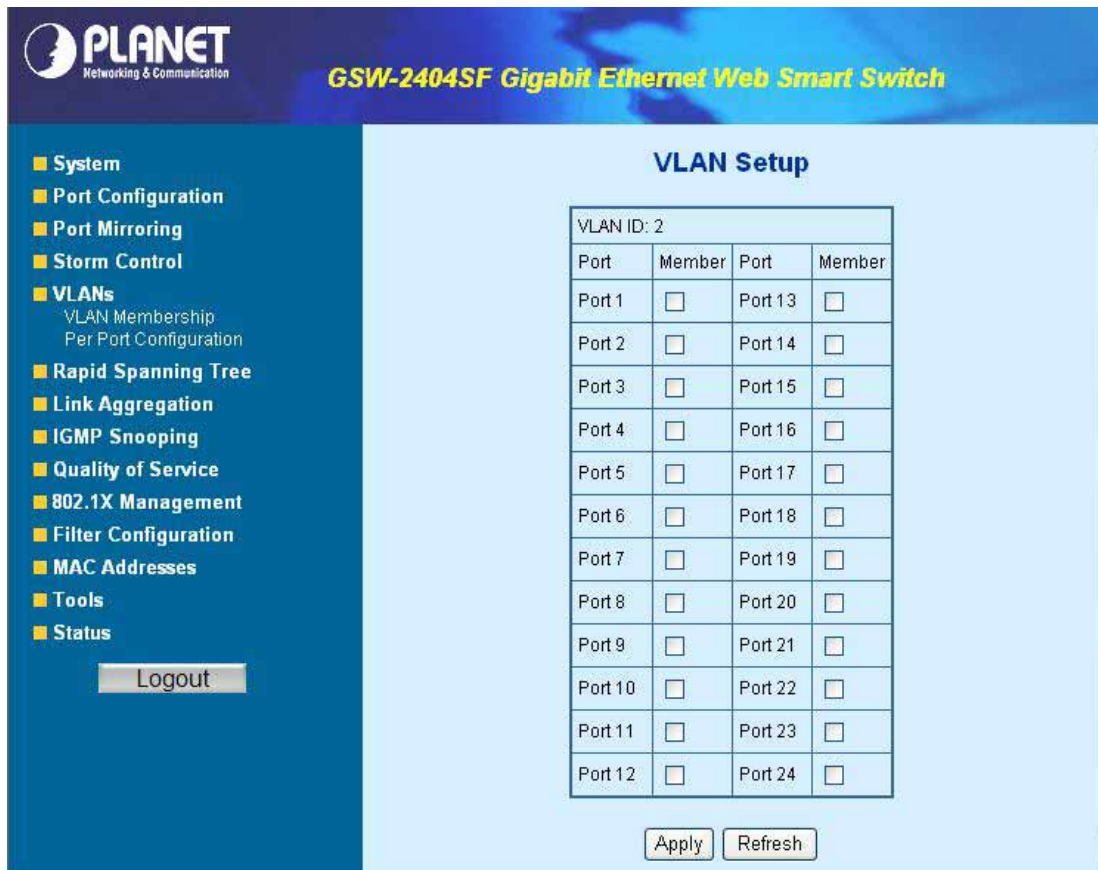 PLANET
Networking & Communication
GSW-2404SF Gigabit Ethernet Web Smart Switch
System
Port Configuration
Port Mirroring
Storm Control
VLANs
VLAN Membership
Per Port Configuration
Rapid Spanning Tree
Link Aggregation
IGMP Snooping
Quality of Service
802.1X Management
Filter Configuration
MAC Addresses
Tools
Status
Logout
VLAN Setup
VLAN ID: 2
Port Member Port Member
Port 1 Port 13
Port 2 Port 14
Port 3 Port 15
Port 4 Port 16
Port 5 Port 17
Port 6 Port 18
Port 7 Port 19
Port 8 Port 20
Port 9 Port 21
Port 10 Port 22
Port 11 Port 23
Port 12 Port 24
Apply Refresh